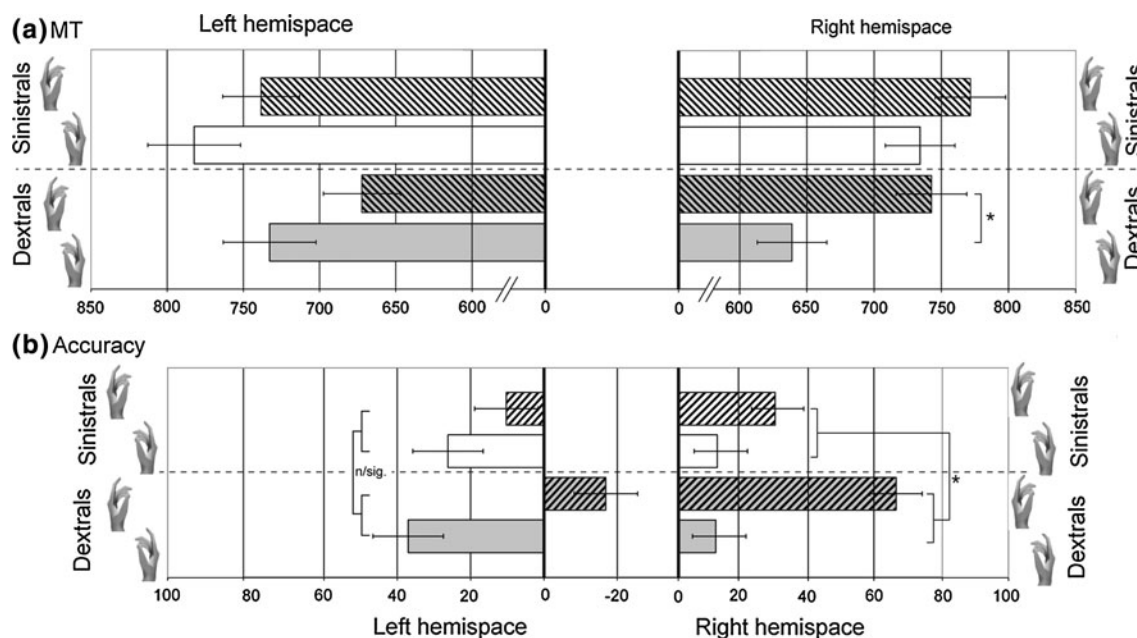 (a) MT
Left hemispace
Right hemispace
Sinistrals
Dextrals
Sinistrals
Dextrals
*
850 800 750 700 650 600 0
0 600 650 700 750 800 850
(b) Accuracy
Sinistrals
Dextrals
n/sig.
Sinistrals
Dextrals
*
100 80 60 40 20 0 -20
0 20 40 60 80 100
Left hemispace
Right hemispace